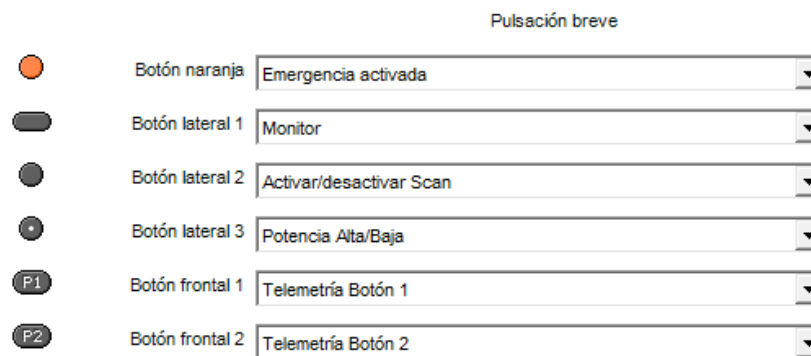 Pulsación breve
Botón naranja Emergencia activada
Botón lateral 1 Monitor
Botón lateral 2 Activar/desactivar Scan
Botón lateral 3 Potencia Alta/Baja
P1 Botón frontal 1 Telemetría Botón 1
P2 Botón frontal 2 Telemetría Botón 2